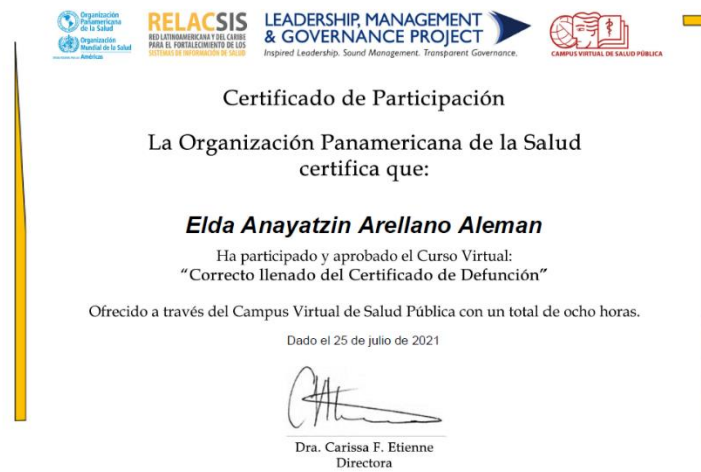 Organización
Panamericana
de la Salud
Organización
Mundial de la Salud
Américas
RELACSIS
RED LATINOAMERICANA Y DEL CARIBE
PARA EL FORTALECIMIENTO DE LOS
SISTEMAS DE INFORMACIÓN DE SALUD
LEADERSHIP, MANAGEMENT
& GOVERNANCE PROJECT
Inspired Leadership. Sound Management. Transparent Governance.
CAMPUS VIRTUAL DE SALUD PÚBLICA
Certificado de Participación
La Organización Panamericana de la Salud
certifica que:
Elda Anayatzin Arellano Aleman
Ha participado y aprobado el Curso Virtual:
“Correcto llenado del Certificado de Defunción”
Ofrecido a través del Campus Virtual de Salud Pública con un total de ocho horas.
Dado el 25 de julio de 2021
Dra. Carissa F. Etienne
Directora